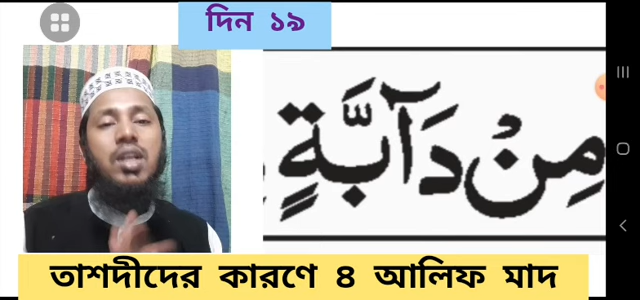 দিন ১৯
مِنْ دَآبَّةٍ
তাশদীদের কারণে ৪ আলিফ মাদ